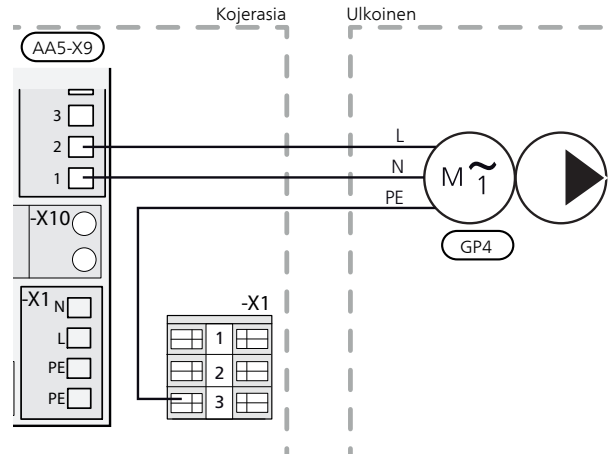 Kojerasia
Ulkoinen
AA5-X9
3
2
1
L
N
PE
M
~
1
GP4
-X10
-X1
N
L
PE
PE
-X1
1
2
3